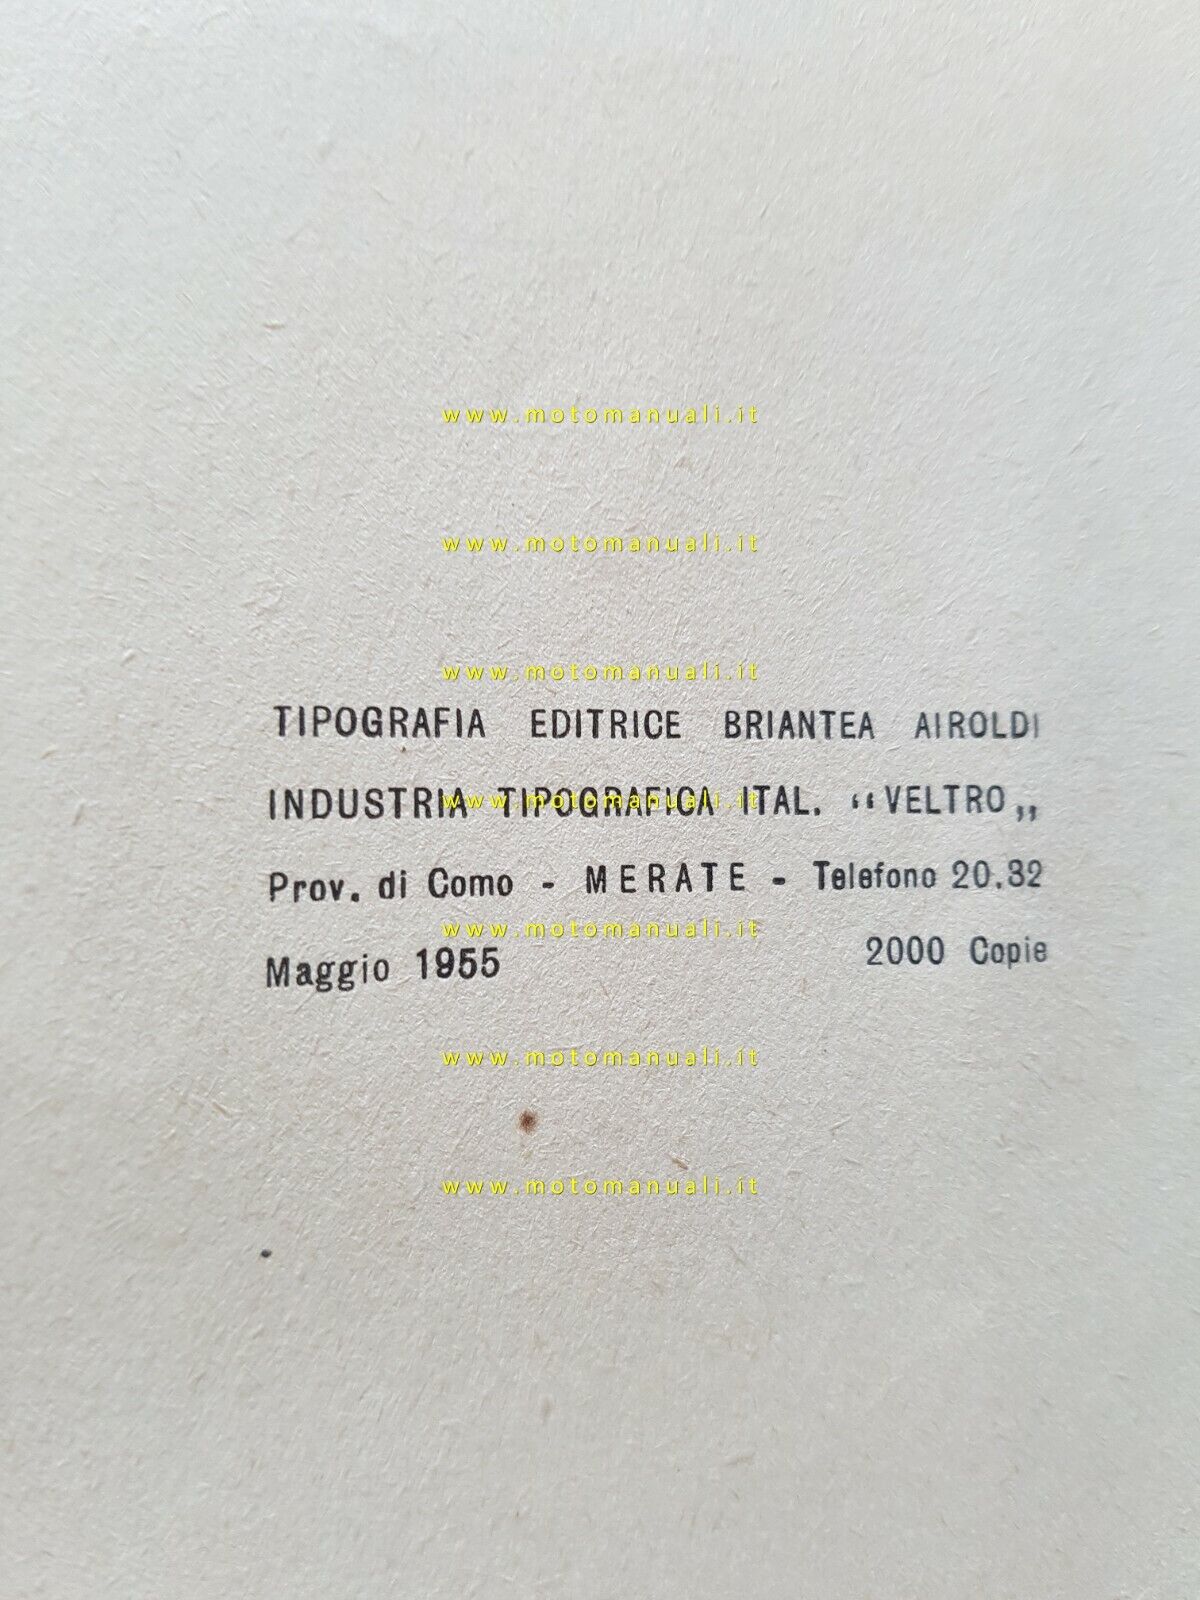 www.motomanuali.it
www.motomanuali.it
www.motomanuali.it
TIPOGRAFIA EDITRICE BRIANTEA AIROLDI
INDUSTRIA TIPOGRAFICA ITAL. “VELTRO„
www.motomanuali.it
Prov. di Como - MERATE - Telefono 20.32
www.motomanuali.it
Maggio 1955 2000 Copie
www.motomanuali.it
www.motomanuali.it